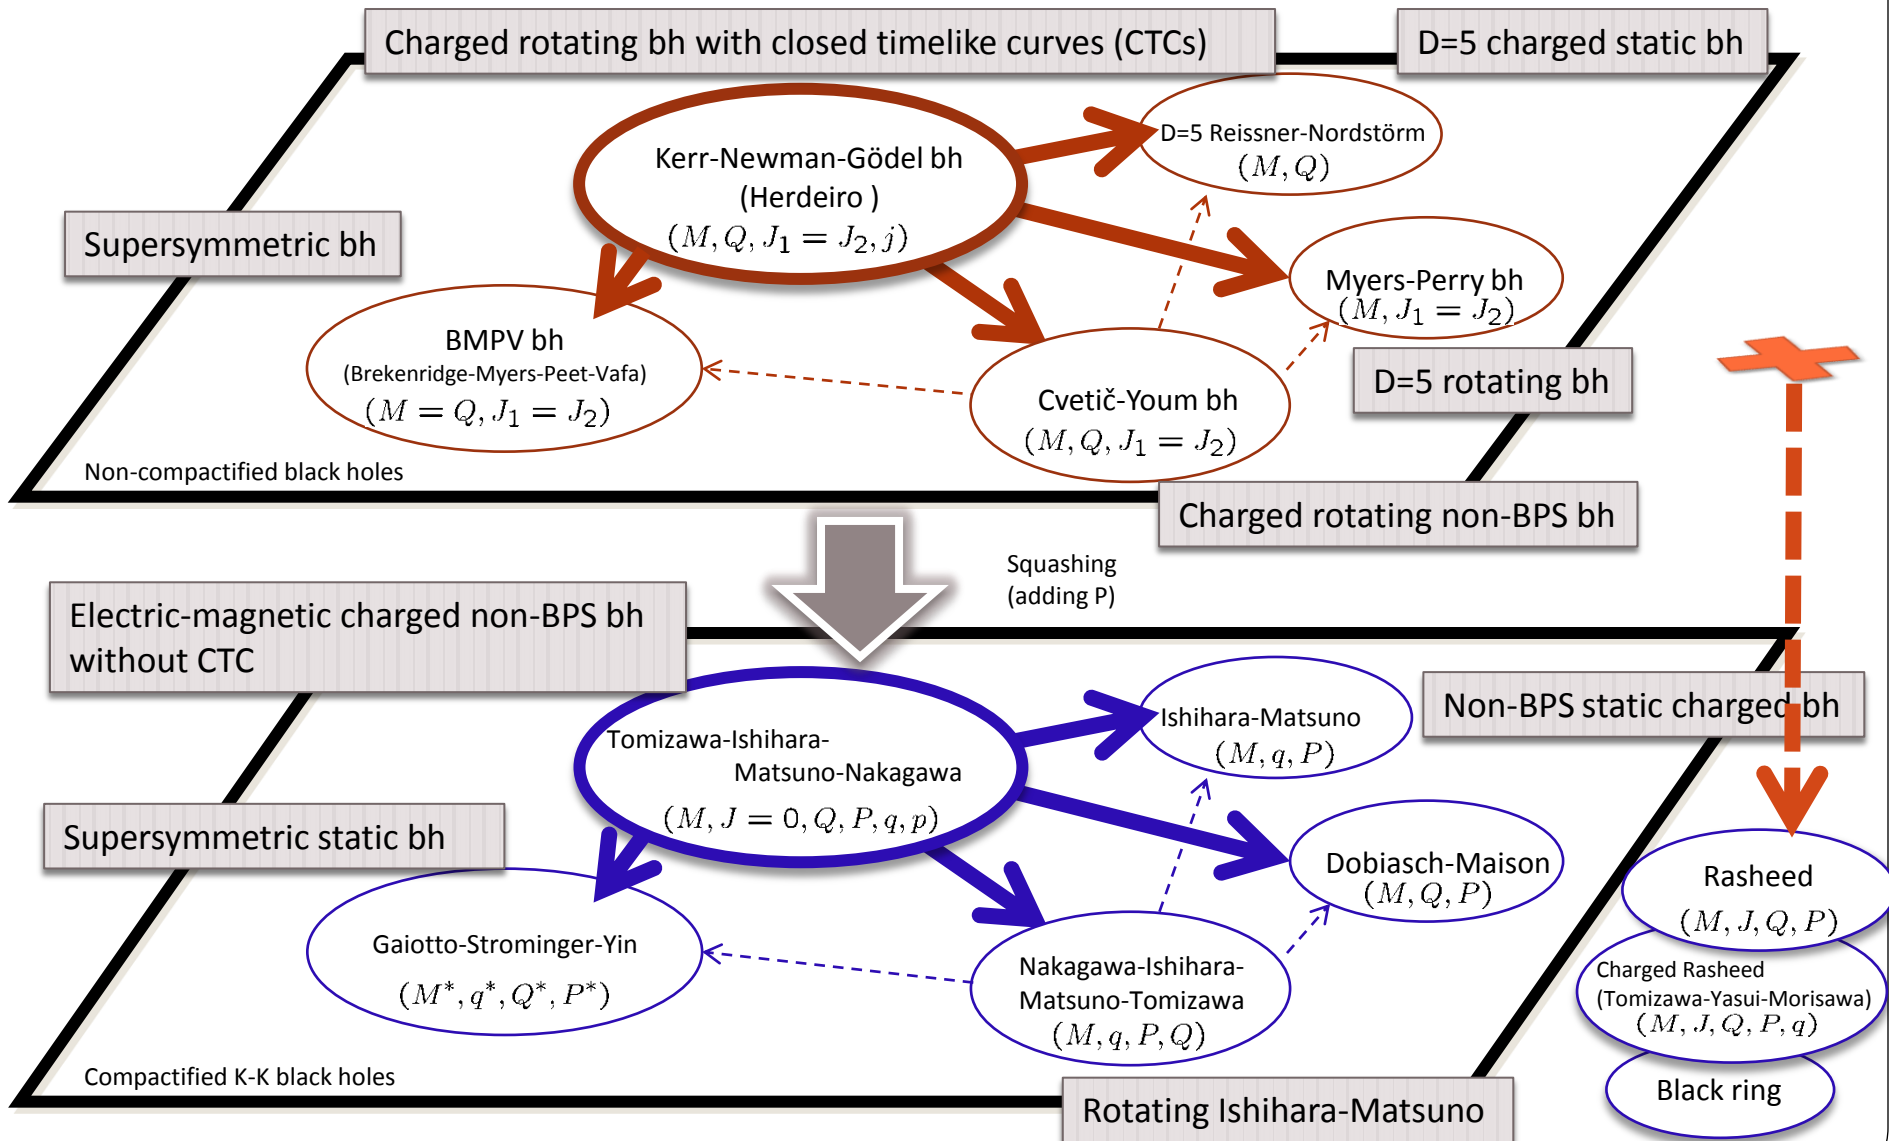 Charged rotating bh with closed timelike curves (CTCs)
D=5 charged static bh
D=5 Reissner-Nordstörm
(M, Q)
Kerr-Newman-Gödel bh
(Herdeiro )
(M, Q, J₁ = J₂, j)
Supersymmetric bh
Myers-Perry bh
(M, J₁ = J₂)
BMPV bh
(Brekenridge-Myers-Peet-Vafa)
(M = Q, J₁ = J₂)
D=5 rotating bh
Cvetič-Youm bh
(M, Q, J₁ = J₂)
Non-compactified black holes
Charged rotating non-BPS bh
Squashing
(adding P)
Electric-magnetic charged non-BPS bh
without CTC
Non-BPS static charged bh
Ishihara-Matsuno
(M, q, P)
Tomizawa-Ishihara-
Matsuno-Nakagawa
(M, J = 0, Q, P, q, p)
Supersymmetric static bh
Dobiasch-Maison
(M, Q, P)
Rasheed
(M, J, Q, P)
Gaiotto-Strominger-Yin
(M*, q*, Q*, P*)
Nakagawa-Ishihara-
Matsuno-Tomizawa
(M, q, P, Q)
Charged Rasheed
(Tomizawa-Yasui-Morisawa)
(M, J, Q, P, q)
Compactified K-K black holes
Black ring
Rotating Ishihara-Matsuno